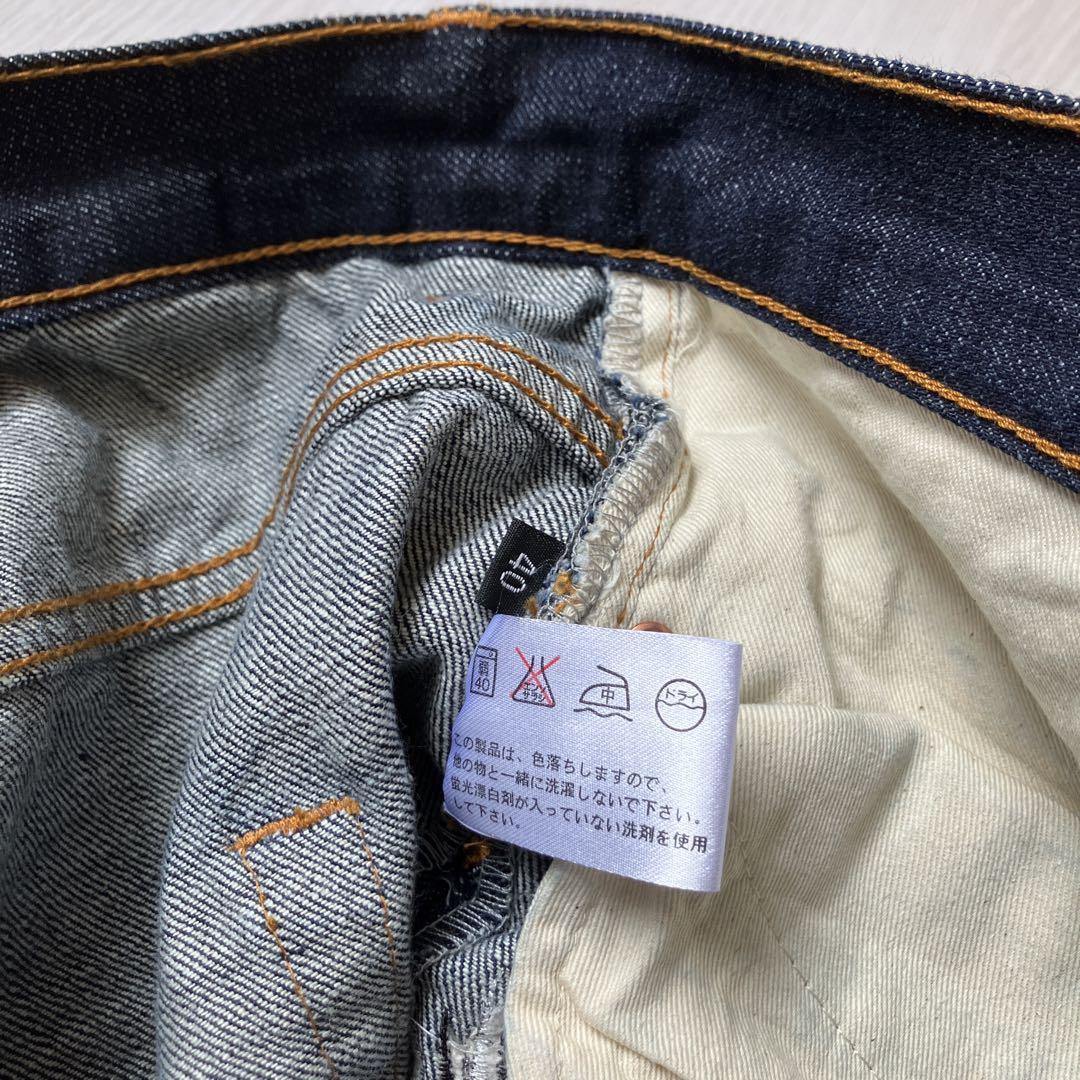 40
弱
40
エンソ
サラシ
中
ドライ
この製品は、色落ちしますので、
他の物と一緒に洗濯しないで下さい。
蛍光漂白剤が入っていない洗剤を使用
して下さい。